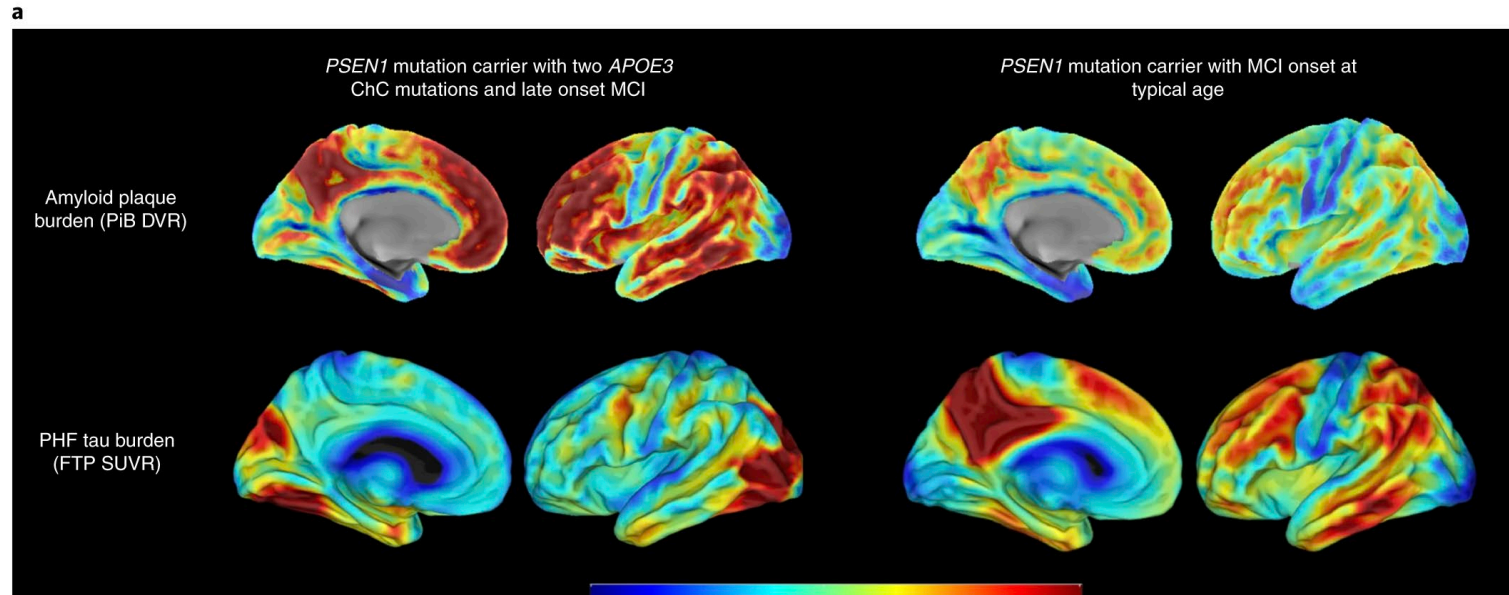 a
PSEN1 mutation carrier with two APOE3
ChC mutations and late onset MCI
PSEN1 mutation carrier with MCI onset at
typical age
Amyloid plaque
burden (PiB DVR)
PHF tau burden
(FTP SUVR)